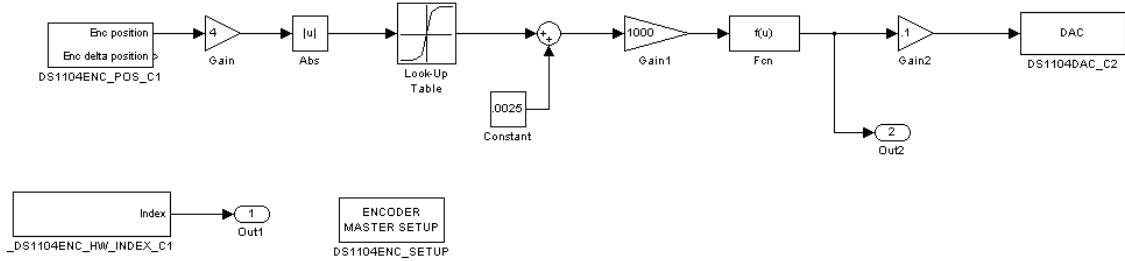 Enc position
Enc delta position
DS1104ENC_POS_C1
4
Gain
|u|
Abs
Look-Up
Table
+
+
.0025
Constant
1000
Gain1
f(u)
Fcn
.1
Gain2
DAC
DS1104DAC_C2
2
Out2
Index
_DS1104ENC_HW_INDEX_C1
1
Out1
ENCODER
MASTER SETUP
DS1104ENC_SETUP